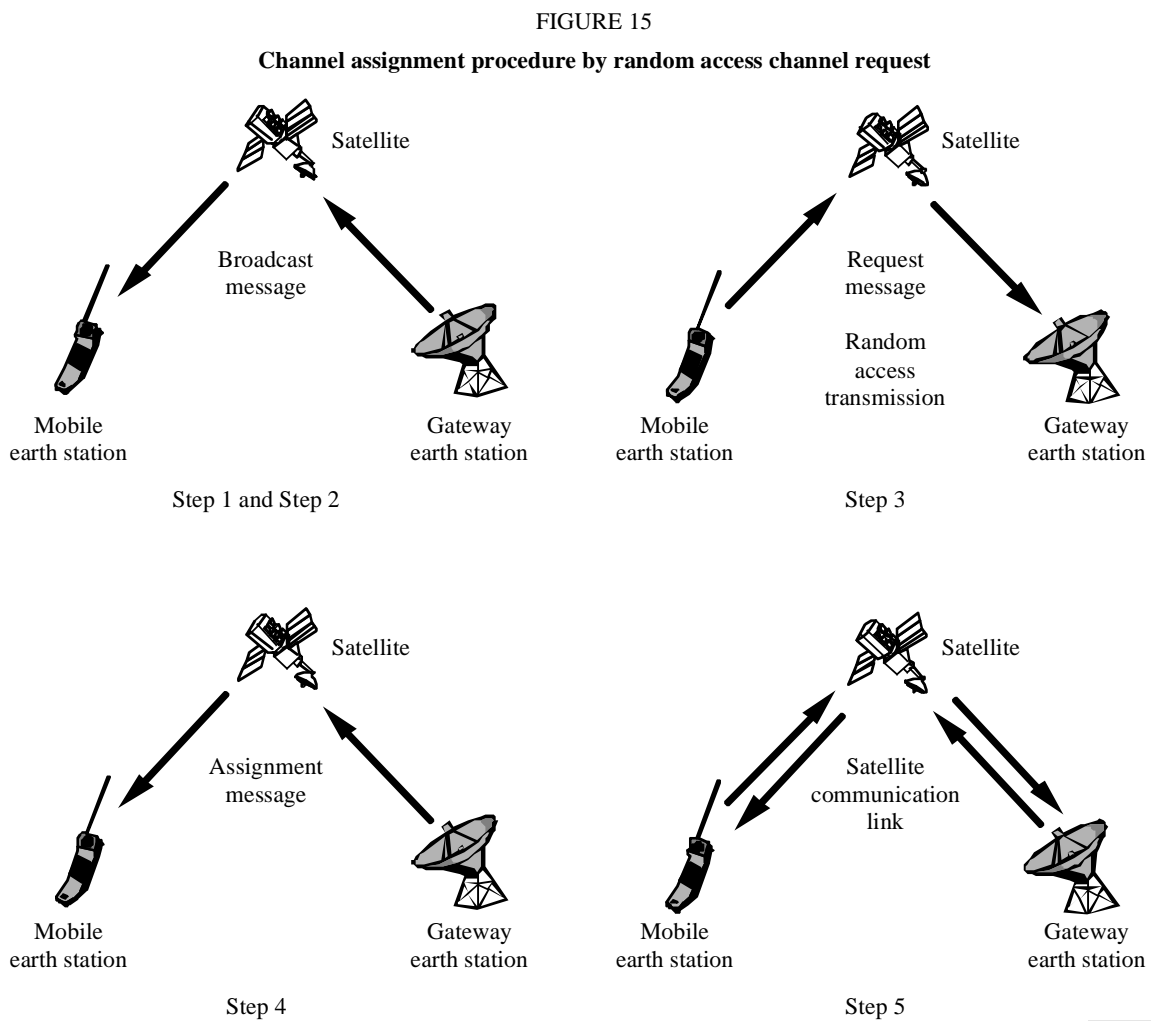 FIGURE 15
Channel assignment procedure by random access channel request
Satellite
Broadcast
message
Mobile
earth station
Gateway
earth station
Step 1 and Step 2
Satellite
Request
message
Random
access
transmission
Mobile
earth station
Gateway
earth station
Step 3
Satellite
Assignment
message
Mobile
earth station
Gateway
earth station
Step 4
Satellite
Satellite
communication
link
Mobile
earth station
Gateway
earth station
Step 5